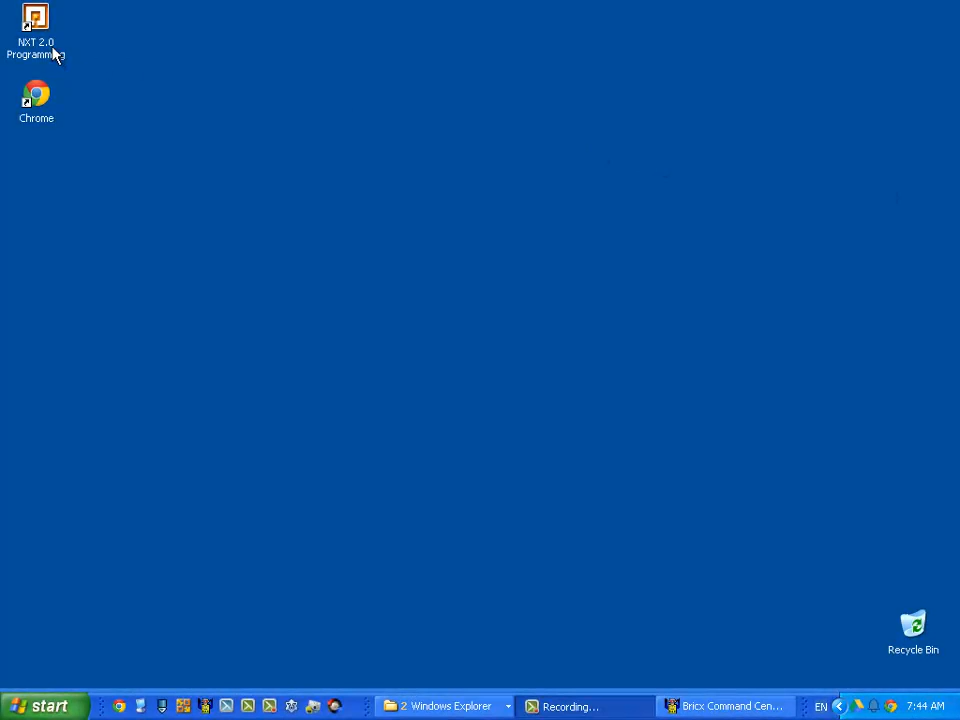 NXT 2.0
Programming
Chrome
Recycle Bin
start
2 Windows Explorer
Recording...
Bricx Command Cen...
EN
7:44 AM